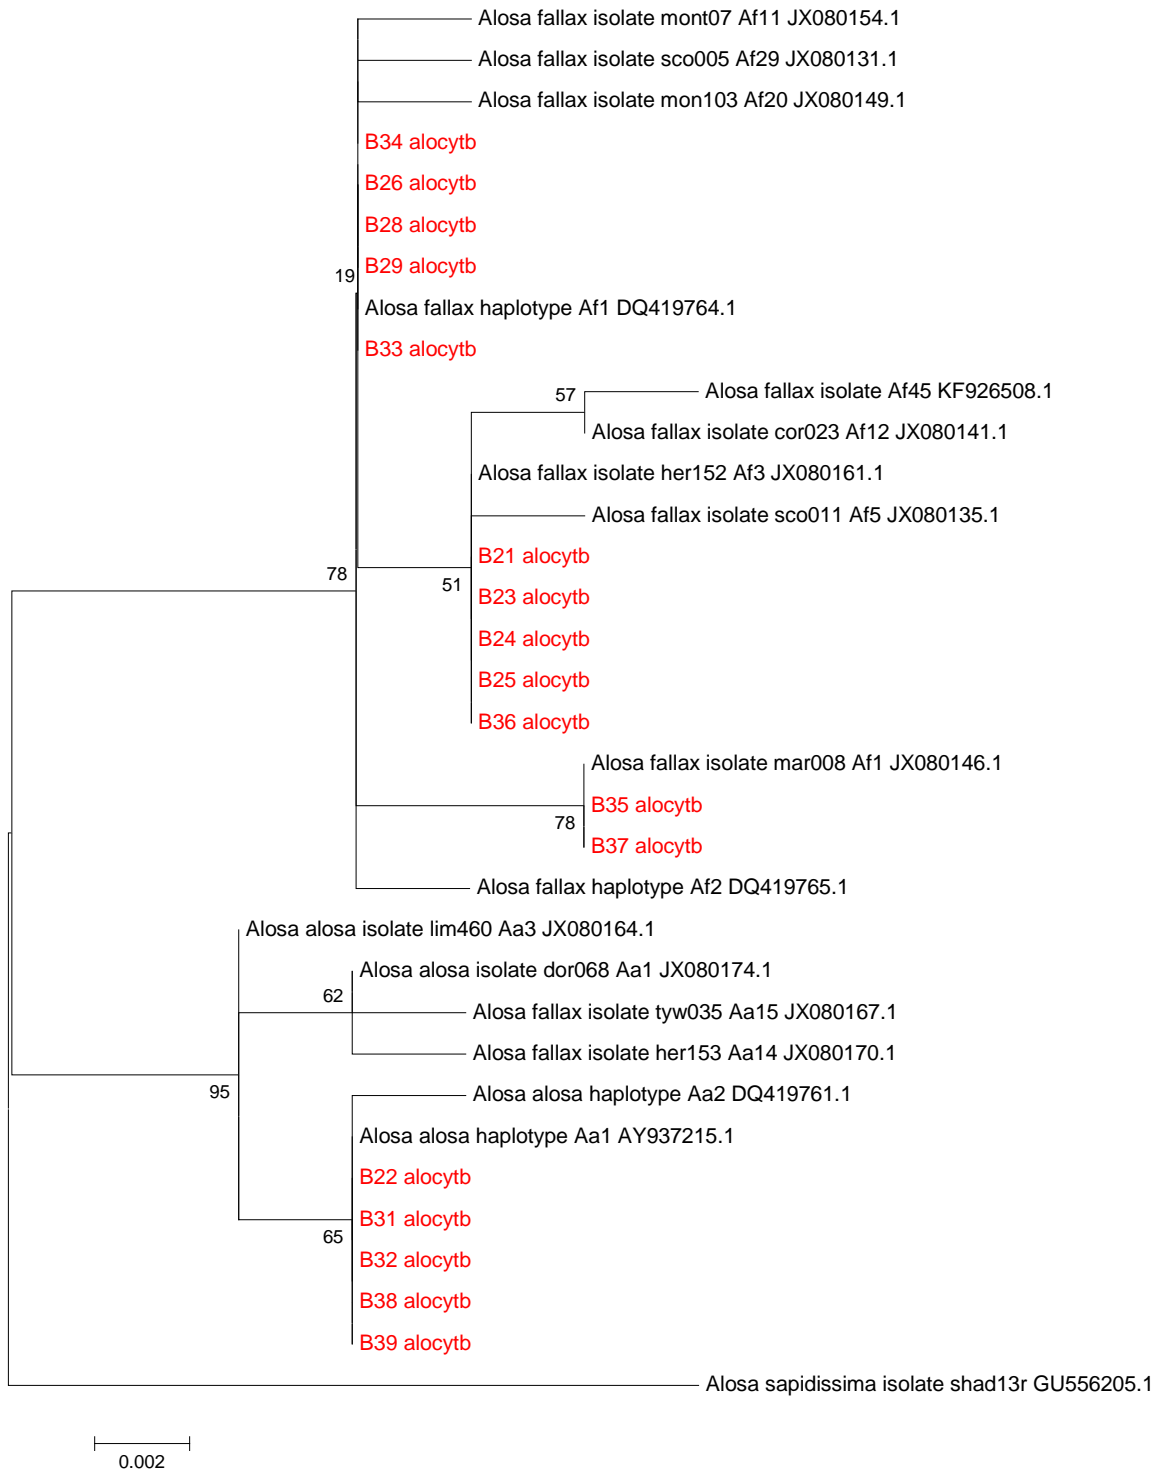 Alosa fallax isolate mont07 Af11 JX080154.1
Alosa fallax isolate sco005 Af29 JX080131.1
Alosa fallax isolate mon103 Af20 JX080149.1
B34 alocytb
B26 alocytb
B28 alocytb
B29 alocytb
19
Alosa fallax haplotype Af1 DQ419764.1
B33 alocytb
Alosa fallax isolate Af45 KF926508.1
57
Alosa fallax isolate cor023 Af12 JX080141.1
Alosa fallax isolate her152 Af3 JX080161.1
Alosa fallax isolate sco011 Af5 JX080135.1
B21 alocytb
78
51
B23 alocytb
B24 alocytb
B25 alocytb
B36 alocytb
Alosa fallax isolate mar008 Af1 JX080146.1
B35 alocytb
78
B37 alocytb
Alosa fallax haplotype Af2 DQ419765.1
Alosa alosa isolate lim460 Aa3 JX080164.1
Alosa alosa isolate dor068 Aa1 JX080174.1
62
Alosa fallax isolate tyw035 Aa15 JX080167.1
Alosa fallax isolate her153 Aa14 JX080170.1
95
Alosa alosa haplotype Aa2 DQ419761.1
Alosa alosa haplotype Aa1 AY937215.1
B22 alocytb
B31 alocytb
65
B32 alocytb
B38 alocytb
B39 alocytb
Alosa sapidissima isolate shad13r GU556205.1
0.002